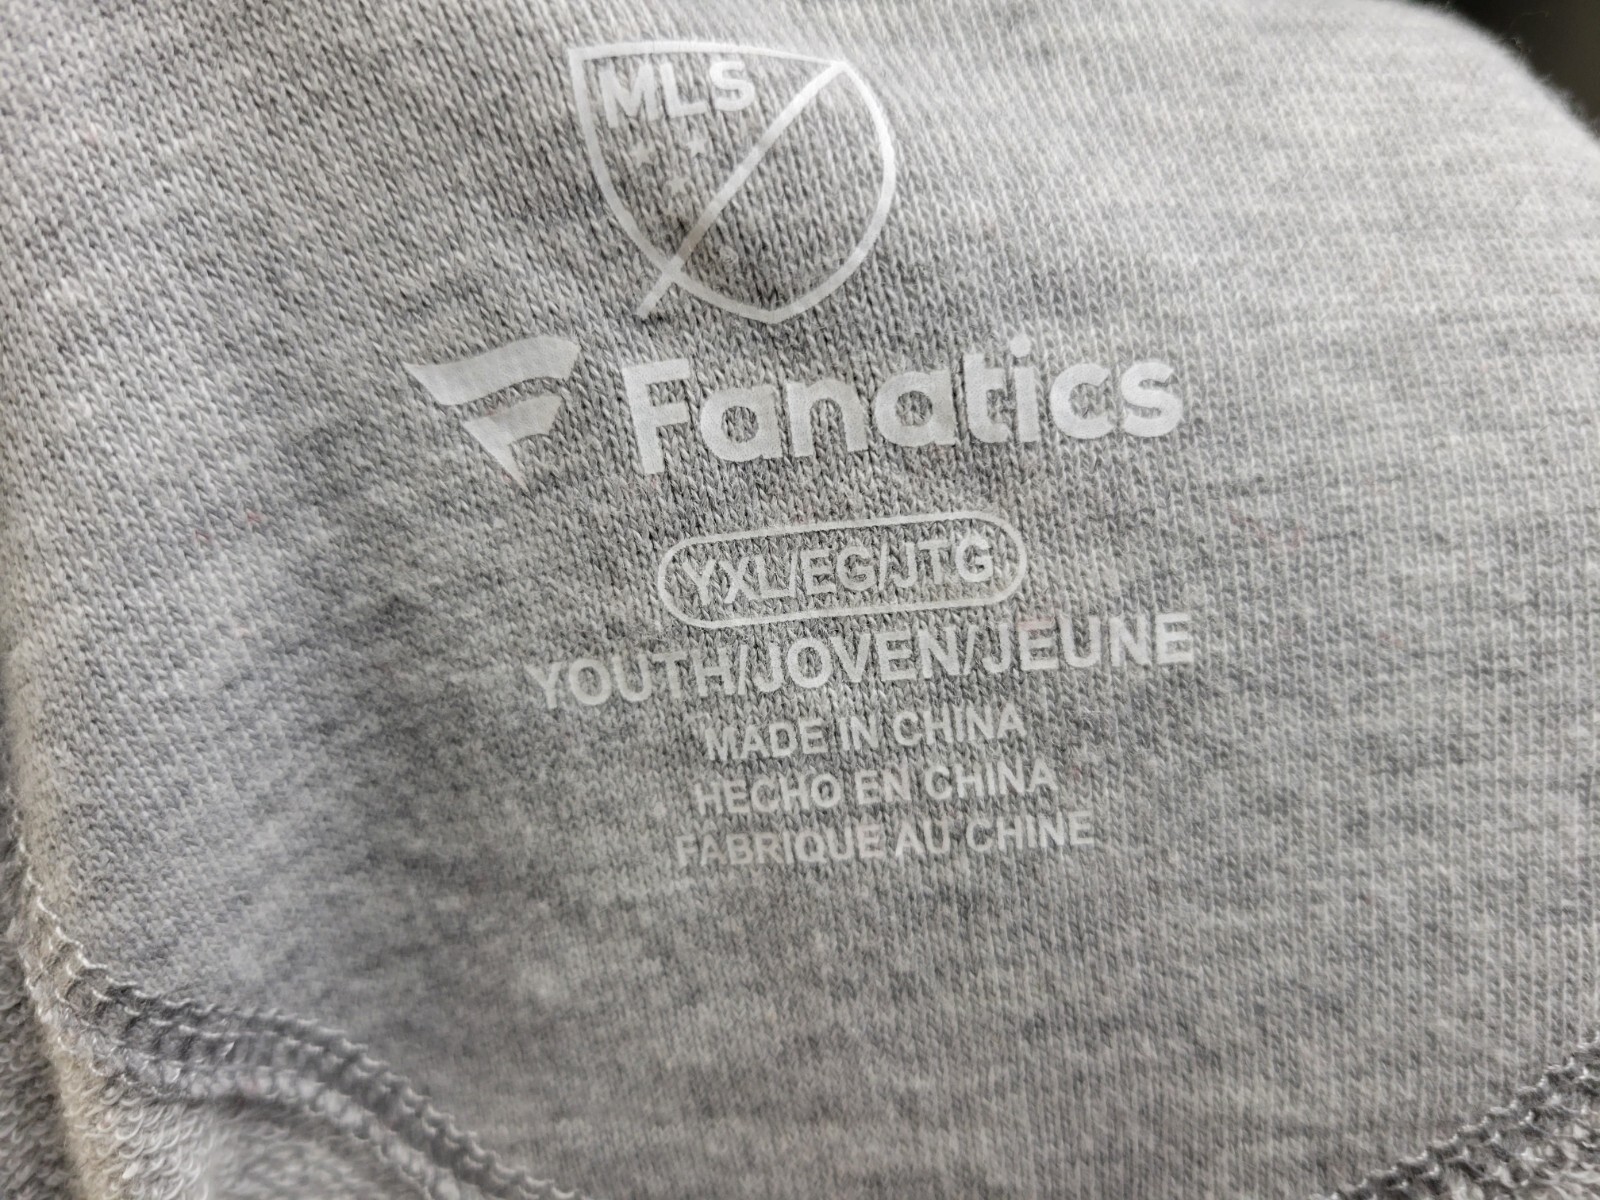 MLS
Fanatics
YXL/EG/JTG
YOUTH/JOVEN/JEUNE
MADE IN CHINA
HECHO EN CHINA
FABRIQUE AU CHINE